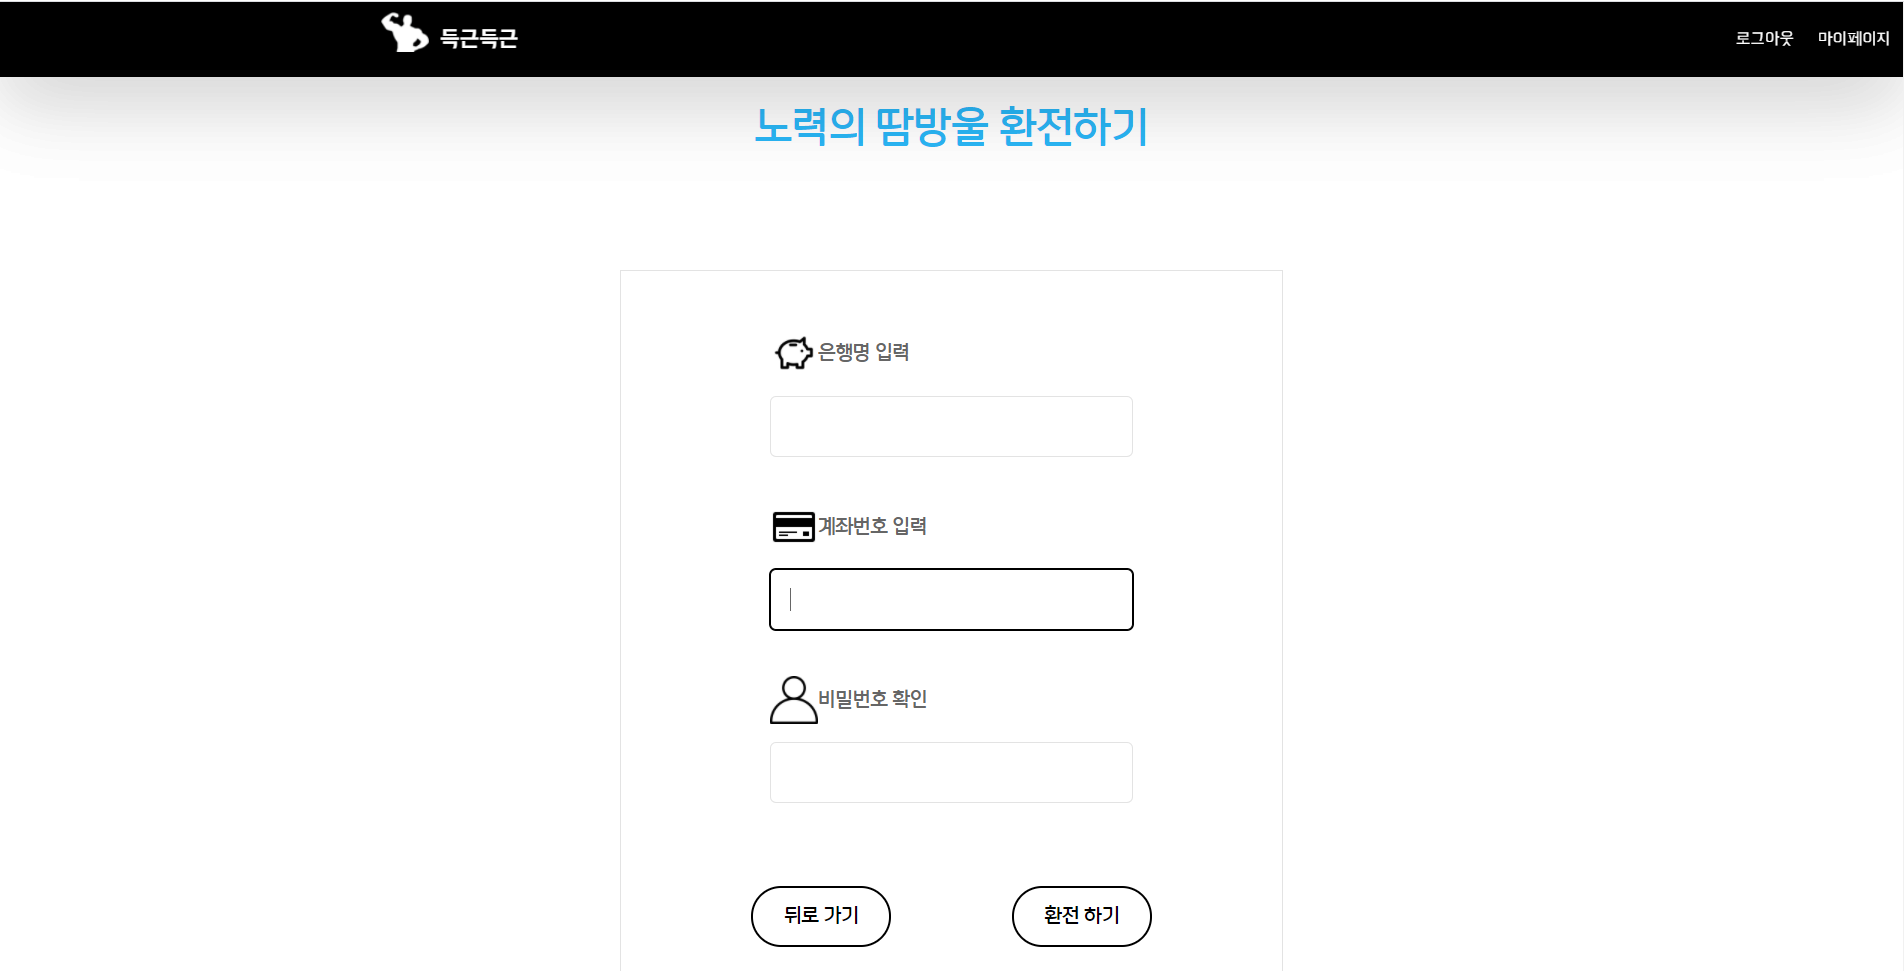 득근득근
로그아웃 마이페이지
노력의 땀방울 환전하기
은행명 입력
계좌번호 입력
비밀번호 확인
뒤로 가기 환전 하기